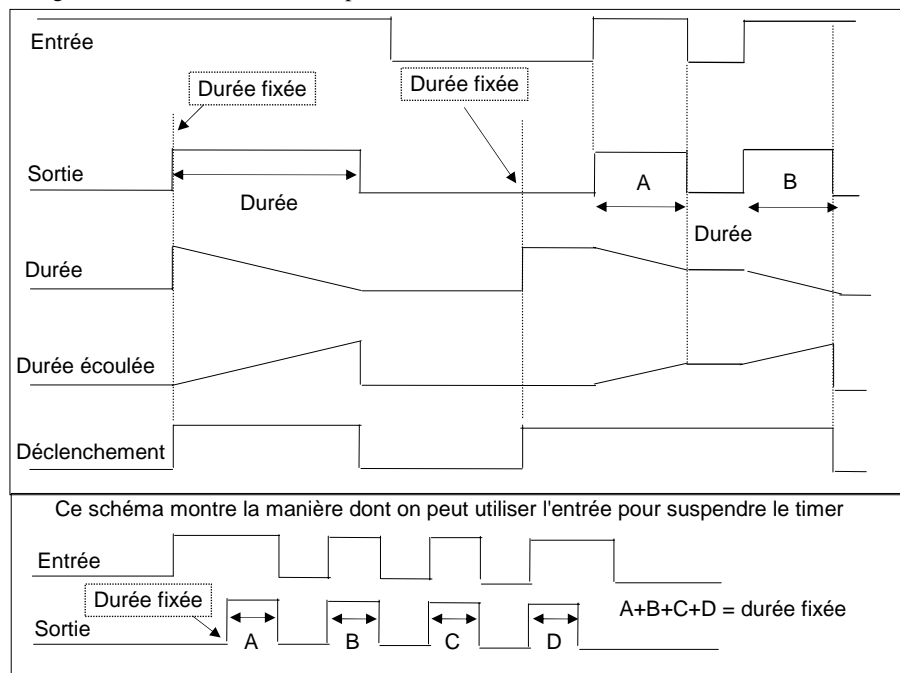 Entrée
Durée fixée
Durée fixée
Sortie
A
B
Durée
Durée
Durée
Durée écoulée
Déclenchement
Ce schéma montre la manière dont on peut utiliser l'entrée pour suspendre le timer
Entrée
Durée fixée
A+B+C+D = durée fixée
Sortie
A
B
C
D